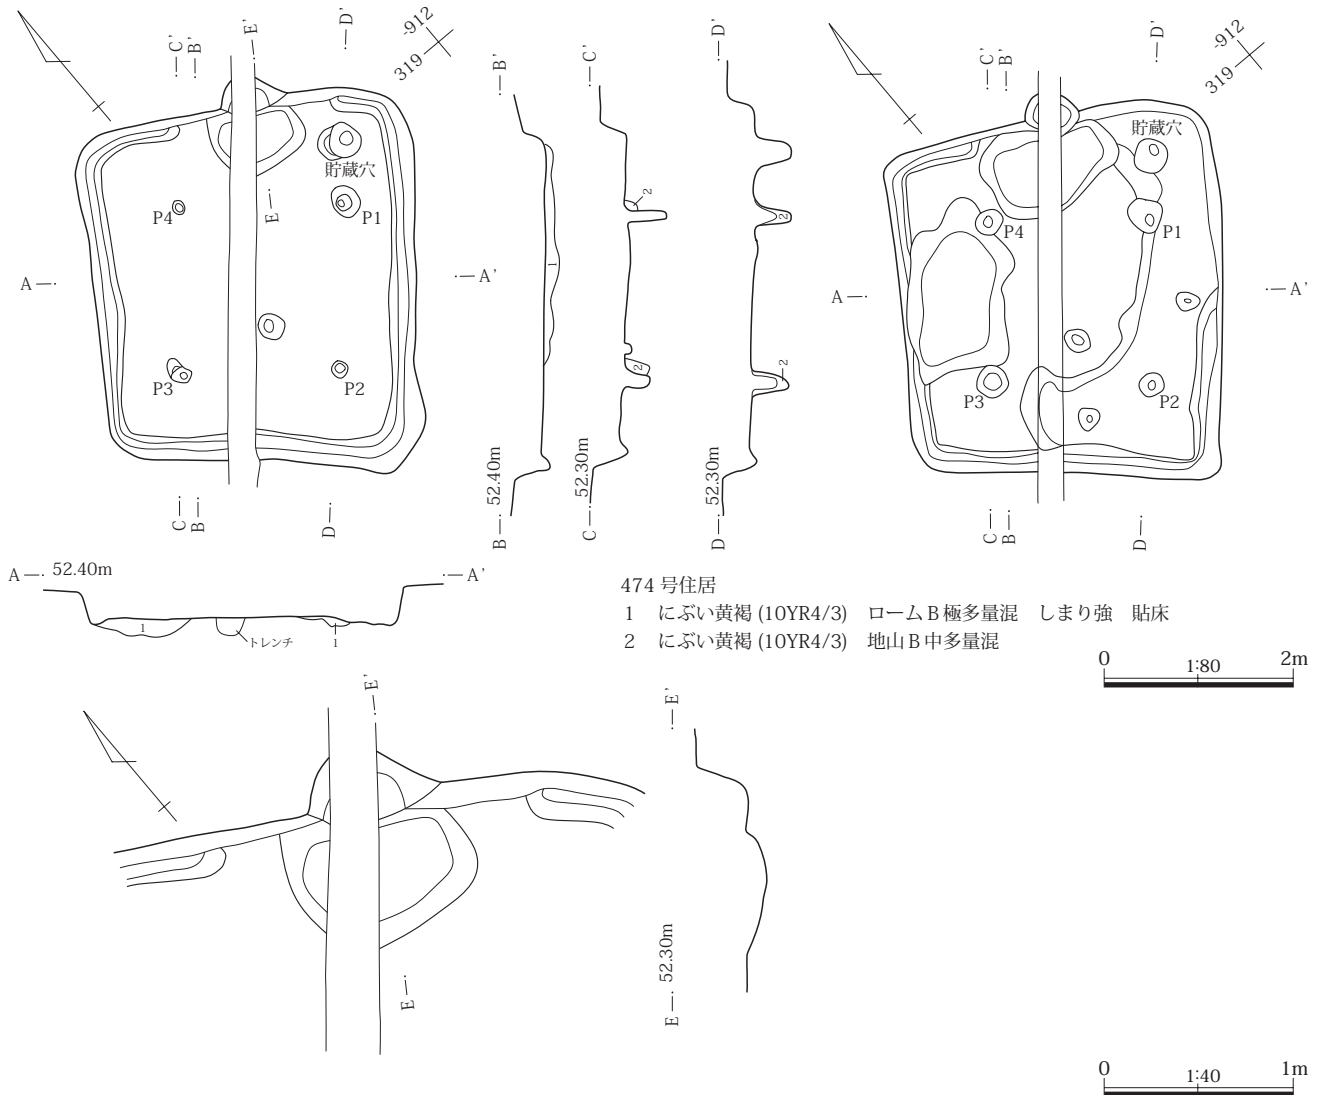 C'
B'
E'
D'
-912
319
貯蔵穴
P4
P1
E
A
A'
P3
P2
C
B
D
B'
1
52.40m
B
C'
2
2
52.30m
C
D'
2
2
52.30m
D
C'
B'
D'
-912
319
貯蔵穴
P4
P1
A
A'
P3
P2
C
B
D
A 52.40m
A'
1
トレンチ
1
474 号住居
1 にぶい黄褐 (10YR4/3) ロームB極多量混 しまり強 貼床
2 にぶい黄褐 (10YR4/3) 地山B中多量混
0 1:80 2m
E'
E
E'
52.30m
E
0 1:40 1m